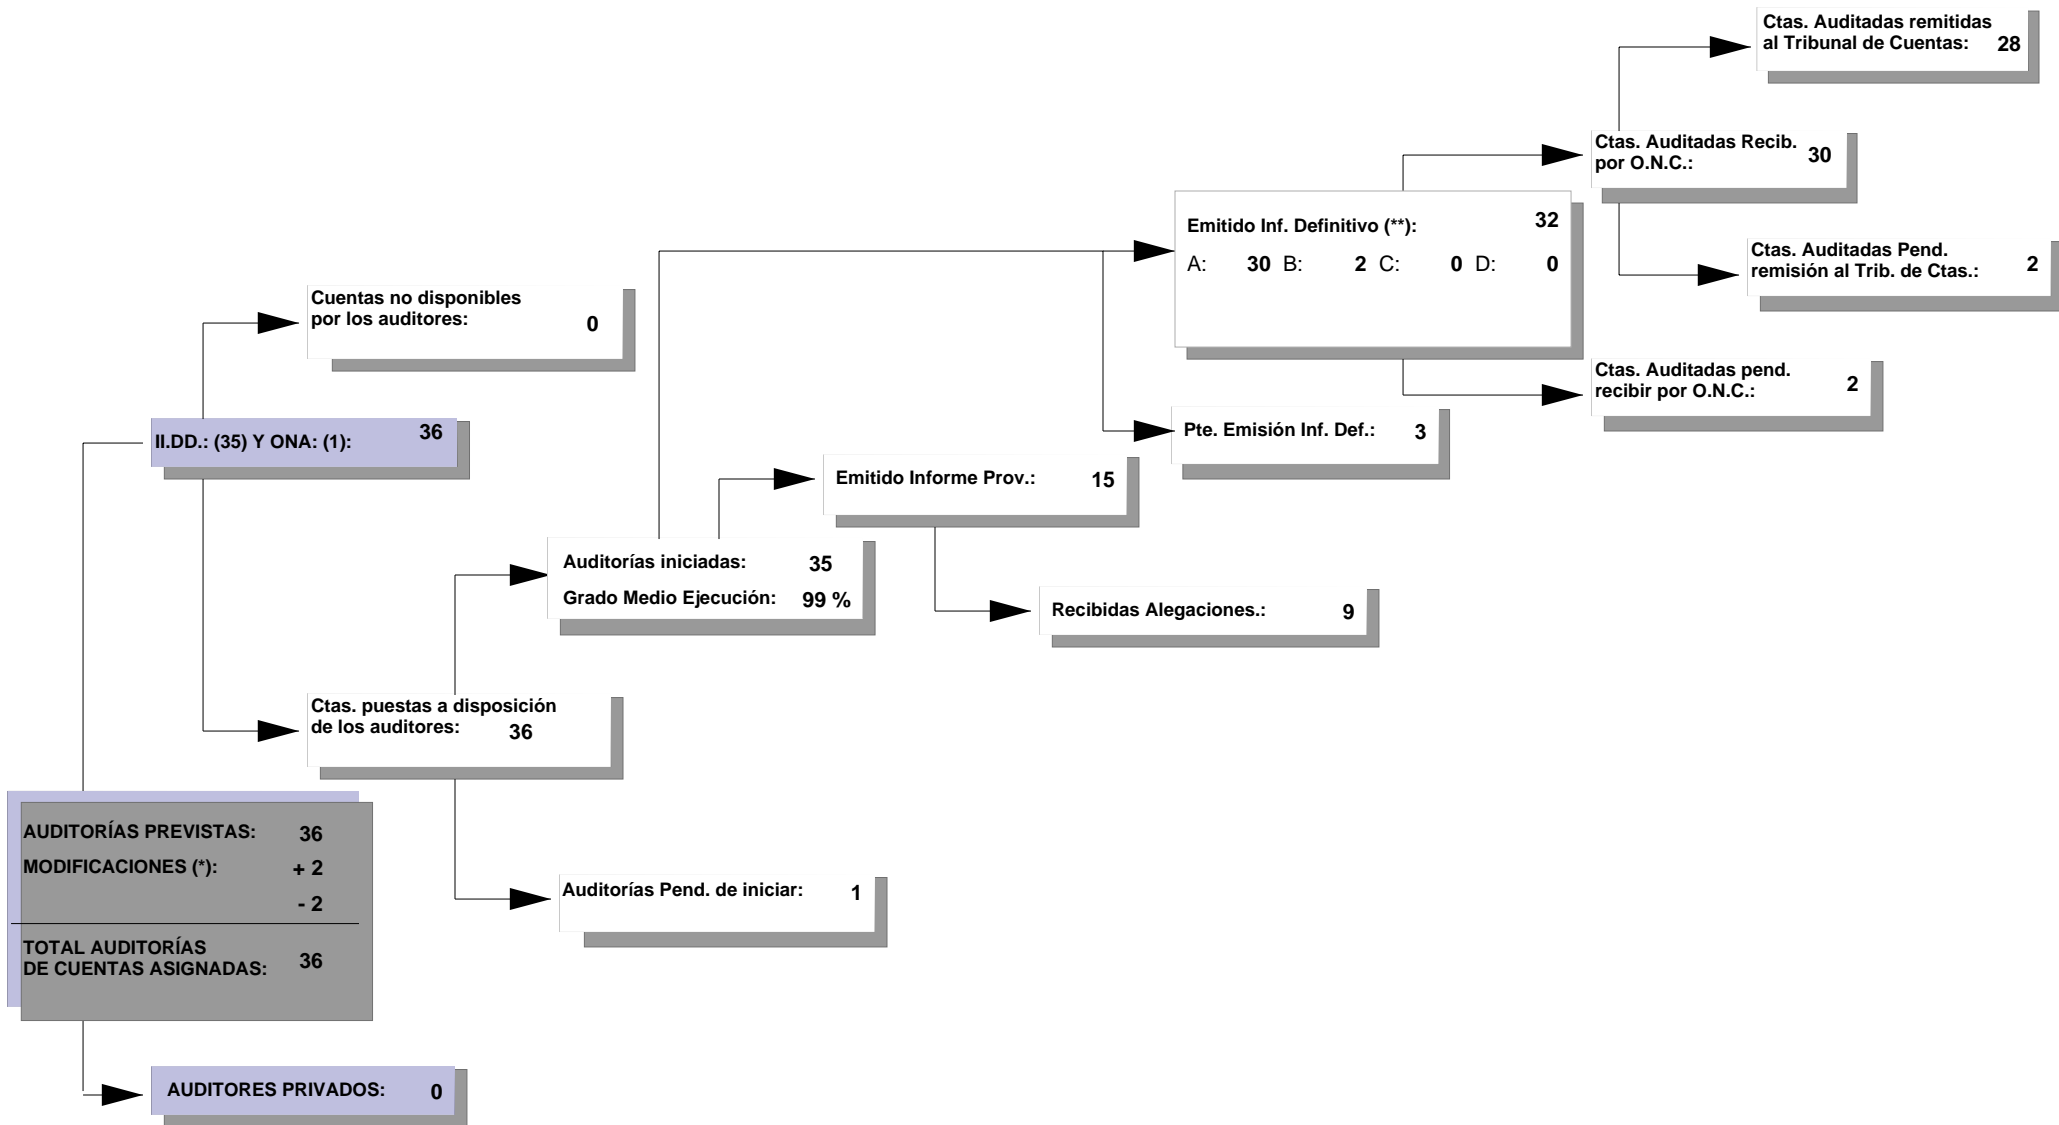 Ctas. Auditadas remitidas
al Tribunal de Cuentas: 28
Ctas. Auditadas Recib.
por O.N.C.: 30
Emitido Inf. Definitivo (**): 32
A: 30 B: 2 C: 0 D: 0
Ctas. Auditadas Pend.
remisión al Trib. de Ctas.: 2
Cuentas no disponibles
por los auditores: 0
Ctas. Auditadas pend.
recibir por O.N.C.: 2
II.DD.: (35) Y ONA: (1): 36
Pte. Emisión Inf. Def.: 3
Emitido Informe Prov.: 15
Auditorías iniciadas: 35
Grado Medio Ejecución: 99 %
Recibidas Alegaciones.: 9
Ctas. puestas a disposición
de los auditores: 36
AUDITORÍAS PREVISTAS: 36
MODIFICACIONES (*): + 2
- 2
TOTAL AUDITORÍAS
DE CUENTAS ASIGNADAS: 36
Auditorías Pend. de iniciar: 1
AUDITORES PRIVADOS: 0